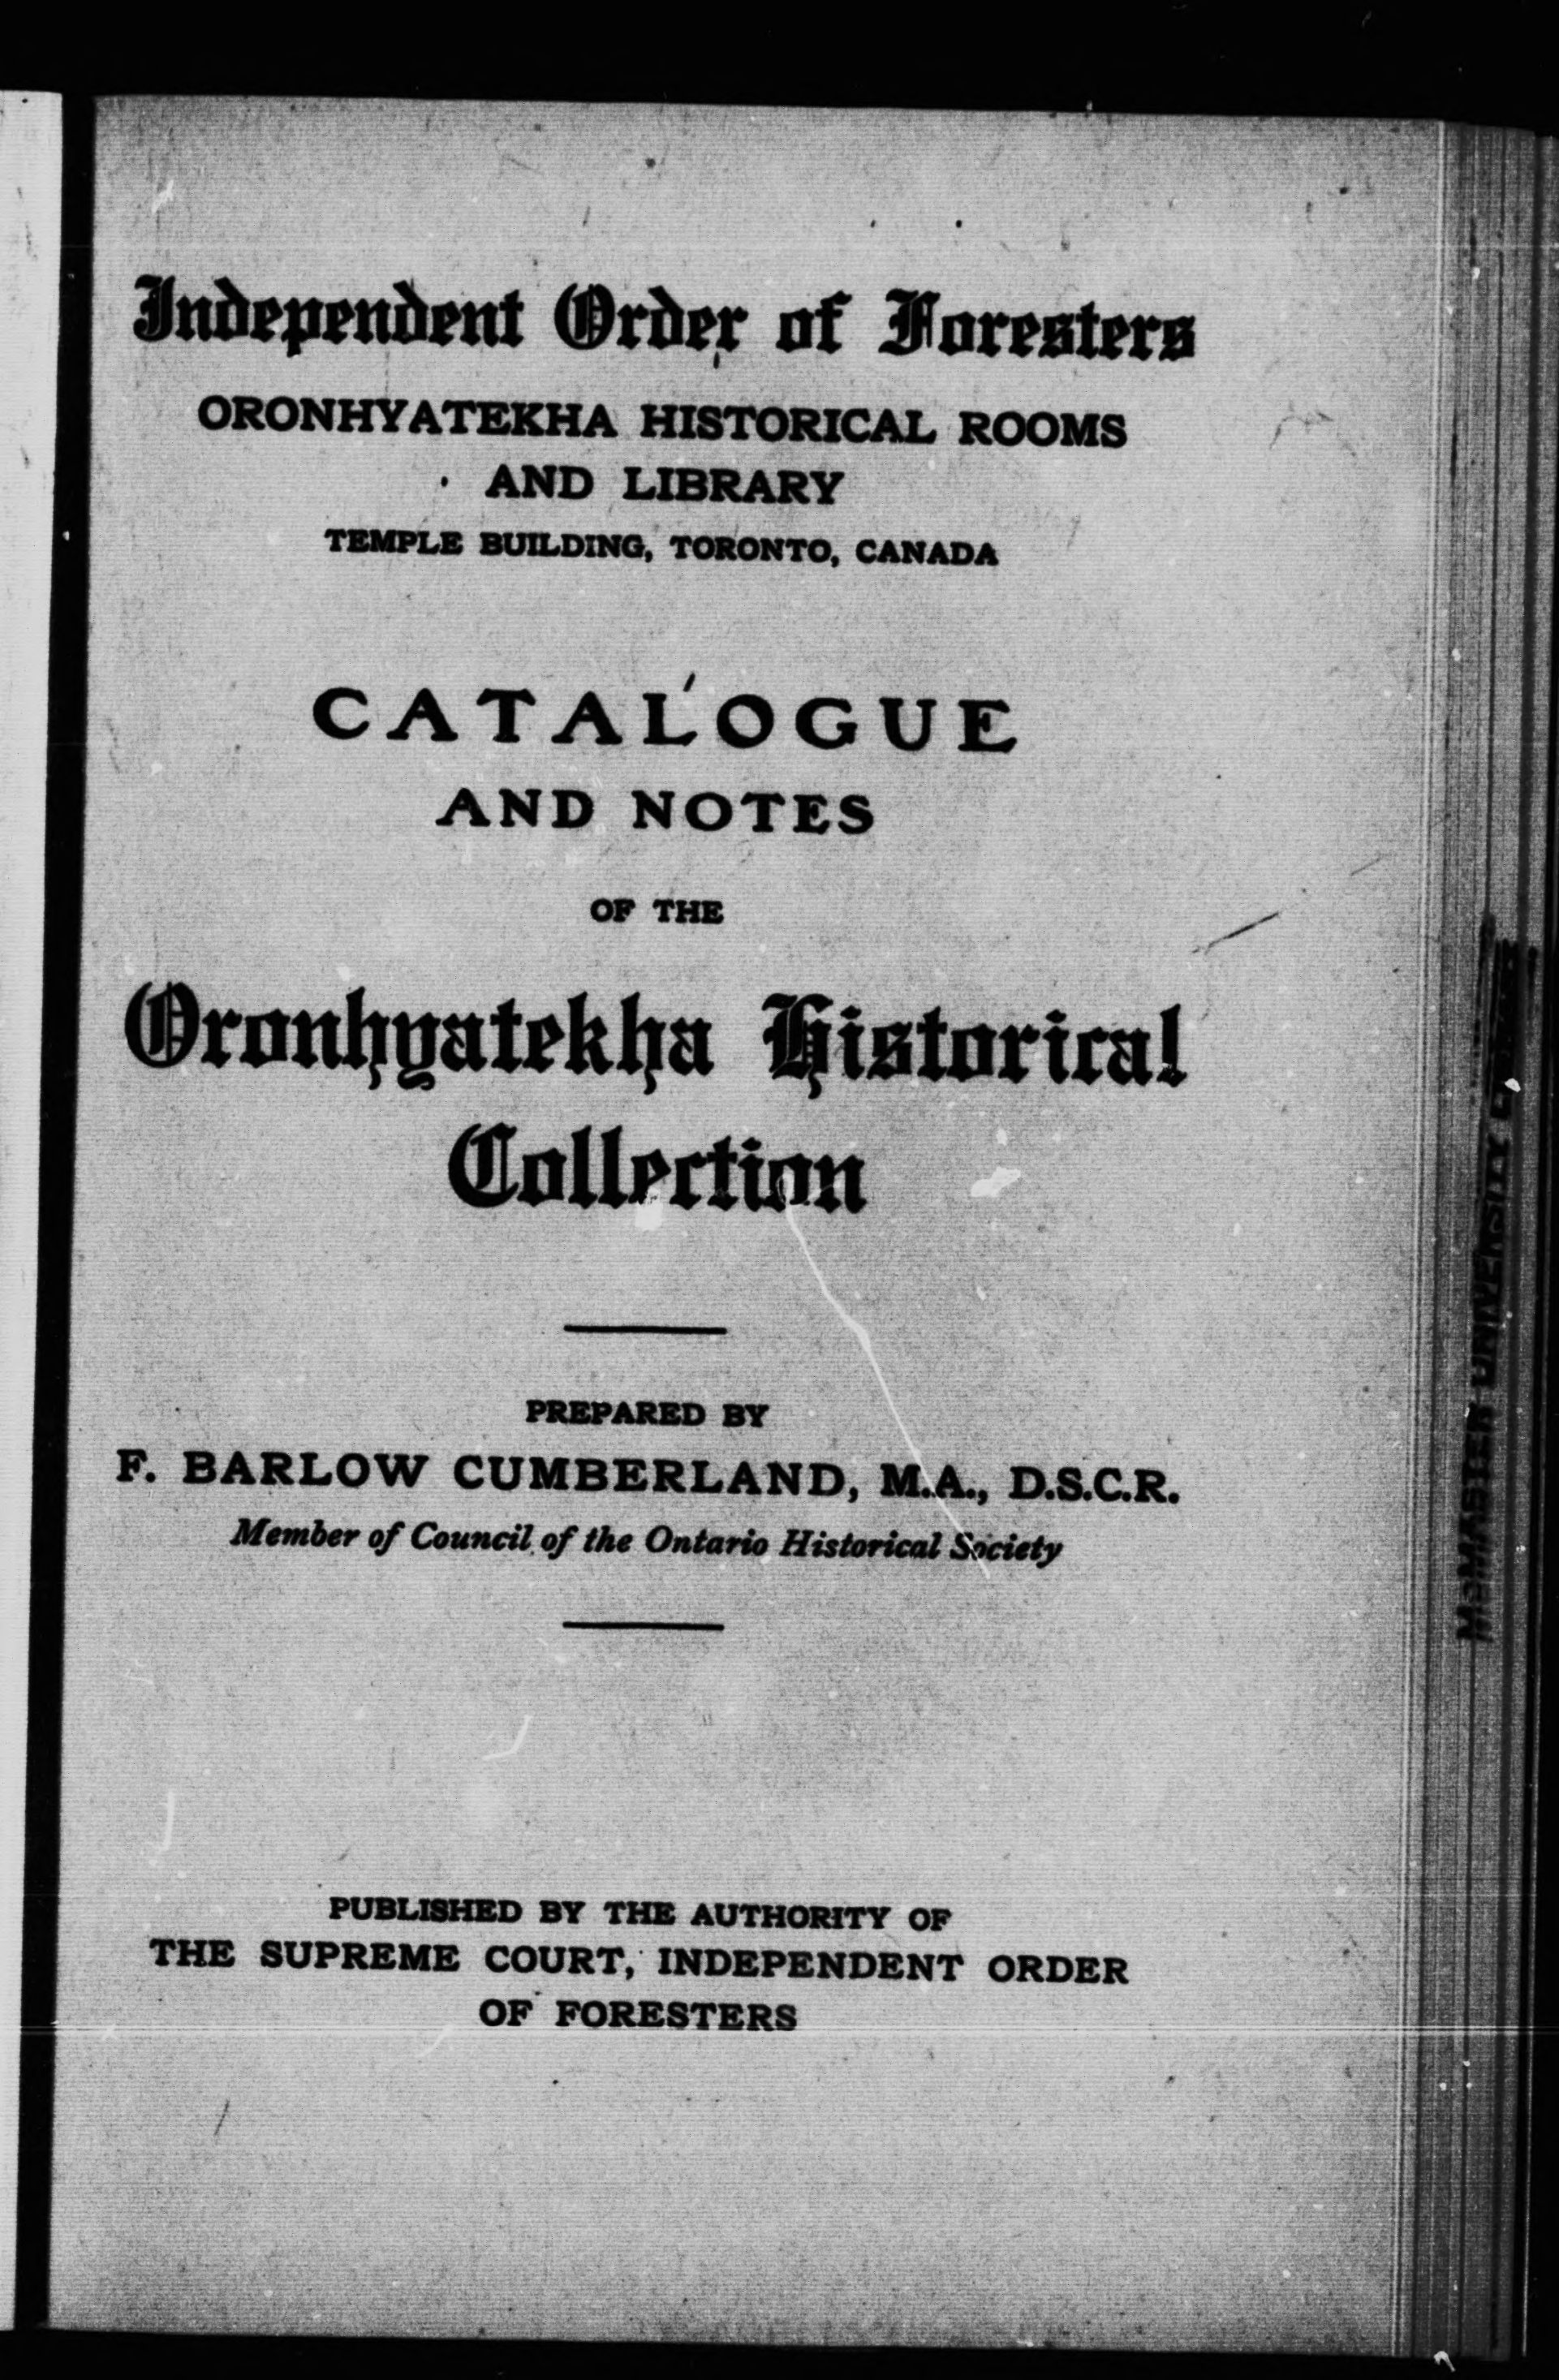 Independent Order of Foresters
ORONHYATEKHA HISTORICAL ROOMS
AND LIBRARY
TEMPLE BUILDING, TORONTO, CANADA
CATALOGUE
AND NOTES
OF THE
Oronhyatekha Historical
Collection
PREPARED BY
F. BARLOW CUMBERLAND, M.A., D.S.C.R.
Member of Council of the Ontario Historical Society
PUBLISHED BY THE AUTHORITY OF
THE SUPREME COURT, INDEPENDENT ORDER
OF FORESTERS
McMASTER UNIVERSITY